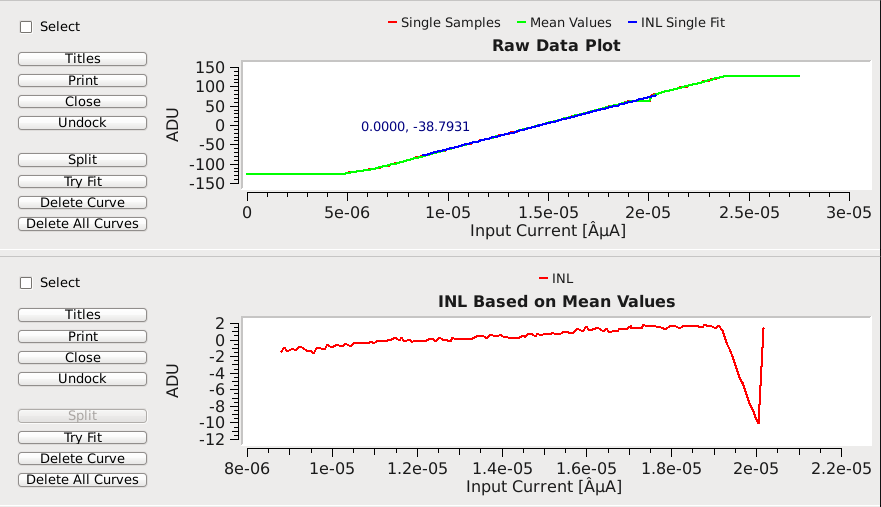 Select
Titles
Print
Close
Undock
Split
Try Fit
Delete Curve
Delete All Curves
Single Samples Mean Values INL Single Fit
Raw Data Plot
ADU
150
100
50
0
-50
-100
-150
0.0000, -38.7931
0 5e-06 1e-05 1.5e-05 2e-05 2.5e-05 3e-05
Input Current [ÂµA]
Select
Titles
Print
Close
Undock
Split
Try Fit
Delete Curve
Delete All Curves
INL
INL Based on Mean Values
ADU
2
0
-2
-4
-6
-8
-10
-12
8e-06 1e-05 1.2e-05 1.4e-05 1.6e-05 1.8e-05 2e-05 2.2e-05
Input Current [ÂµA]